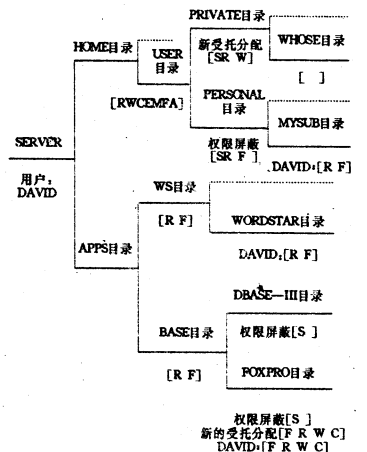 PRIVATE目录
HOME目录
USER
目录
新受托分配
[SR W]
WHOSE目录
[ ]
[RWCEMFA]
PERSONAL
目录
MYSUB目录
权限屏蔽
[SR F]
DAVID:[R F]
SERVER
用户:
DAVID
WS目录
[R F]
WORDSTAR目录
DAVID:[R F]
APPS目录
DBASE—III目录
BASE目录
权限屏蔽[S ]
[R F]
FOXPRO目录
权限屏蔽[S ]
新的受托分配[F R W C]
DAVID:[F R W C]